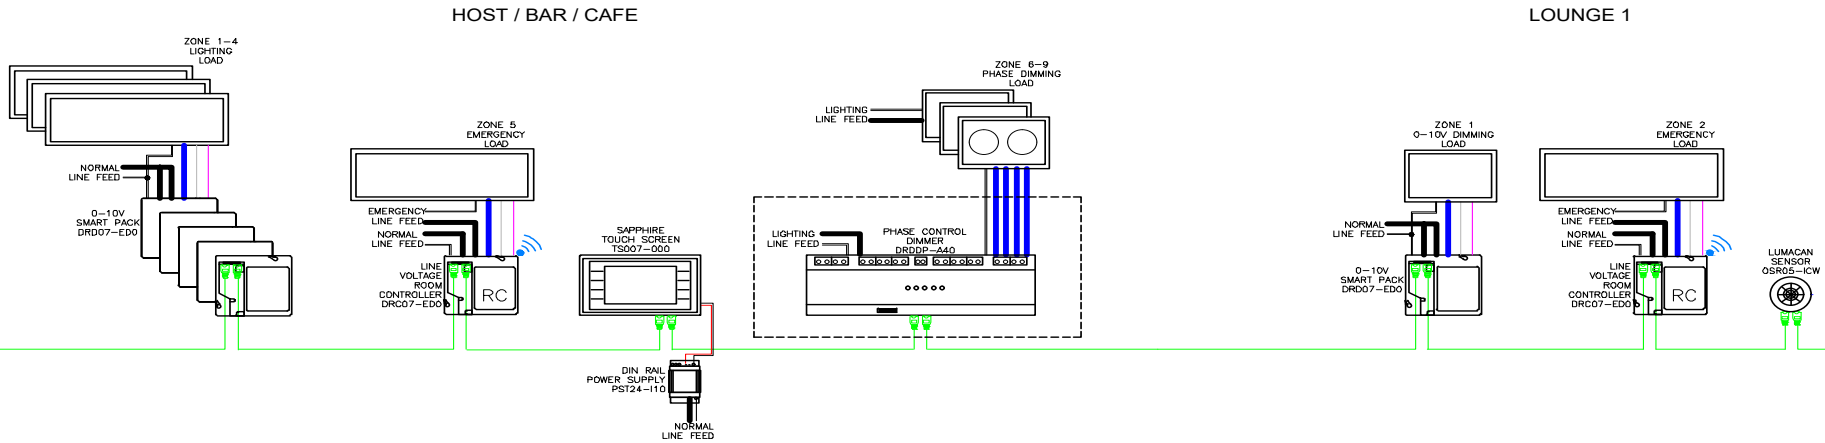 HOST / BAR / CAFE
LOUNGE 1
ZONE 1-4
LIGHTING
LOAD
NORMAL
LINE FEED
0-10V
SMART PACK
DRD07-ED0
ZONE 5
EMERGENCY
LOAD
EMERGENCY
LINE FEED
NORMAL
LINE FEED
LINE
VOLTAGE
ROOM
CONTROLLER
DRC07-ED0
RC
SAPPHIRE
TOUCH SCREEN
TS007-000
DIN RAIL
POWER SUPPLY
PST24-I10
NORMAL
LINE FEED
ZONE 6-9
PHASE DIMMING
LOAD
LIGHTING
LINE FEED
LIGHTING
LINE FEED
PHASE CONTROL
DIMMER
DRDDP-A40
ZONE 1
0-10V DIMMING
LOAD
NORMAL
LINE FEED
0-10V
SMART PACK
DRD07-ED0
ZONE 2
EMERGENCY
LOAD
EMERGENCY
LINE FEED
NORMAL
LINE FEED
LINE
VOLTAGE
ROOM
CONTROLLER
DRC07-ED0
RC
LUMACAN
SENSOR
OSR05-ICW